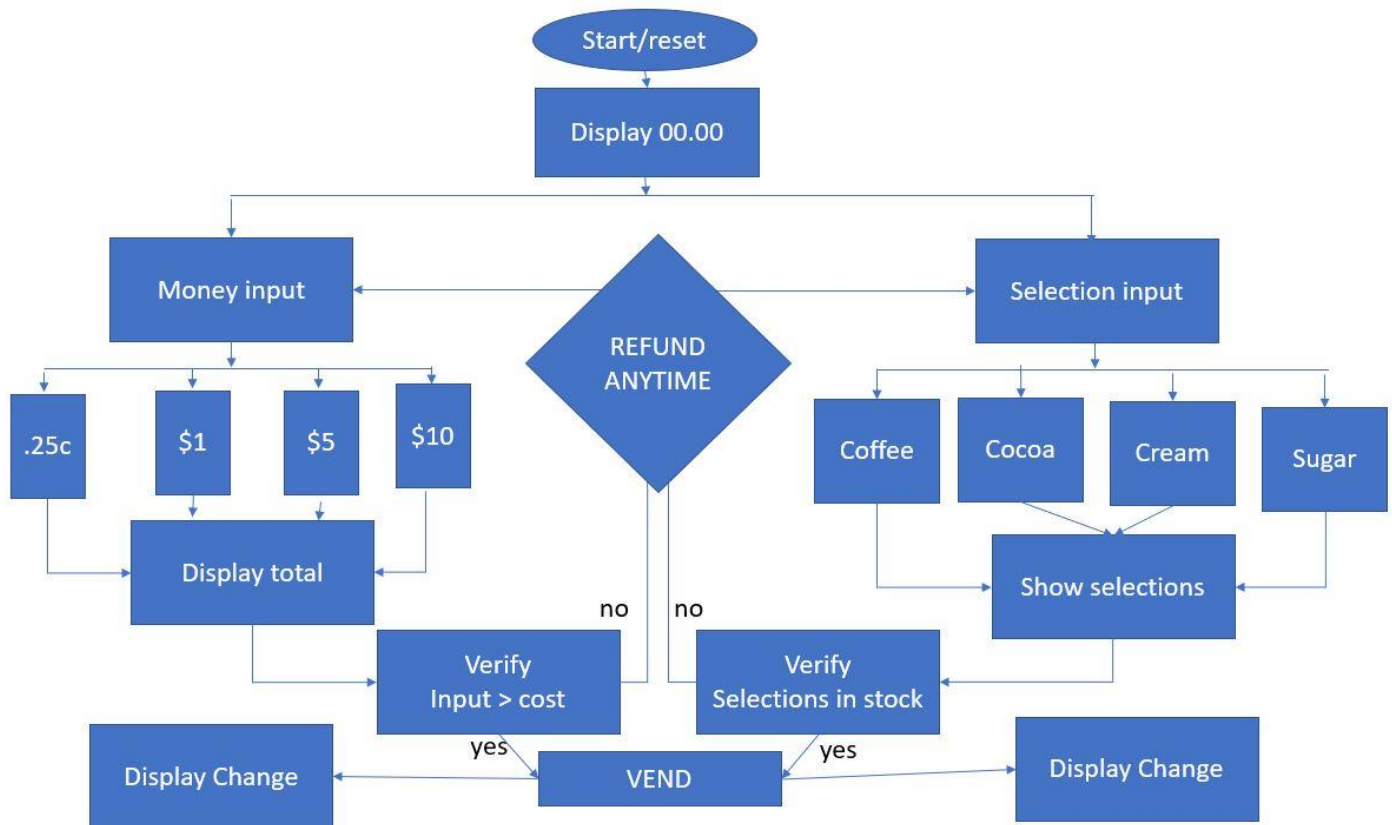 Start/reset
Display 00.00
Money input
Selection input
REFUND
ANYTIME
.25c
$1
$5
$10
Coffee
Cocoa
Cream
Sugar
Display total
Show selections
no
no
Verify
Input > cost
Verify
Selections in stock
yes
yes
Display Change
VEND
Display Change